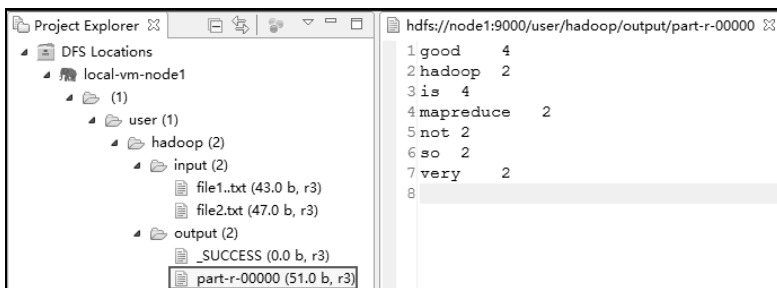 Project Explorer
DFS Locations
local-vm-node1
(1)
user (1)
hadoop (2)
input (2)
file1..txt (43.0 b, r3)
file2.txt (47.0 b, r3)
output (2)
_SUCCESS (0.0 b, r3)
part-r-00000 (51.0 b, r3)
hdfs://node1:9000/user/hadoop/output/part-r-00000
1 good 4
2 hadoop 2
3 is 4
4 mapreduce 2
5 not 2
6 so 2
7 very 2
8